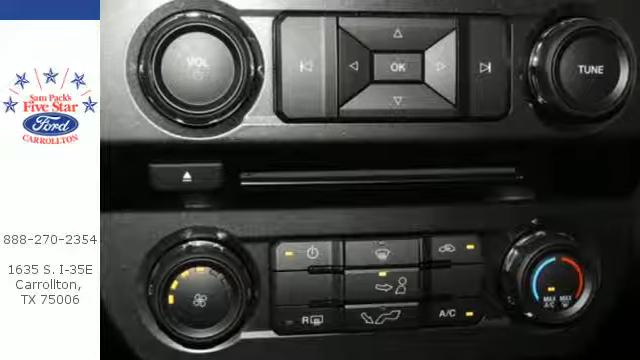 Sam Pack's
Five Star
Ford
CARROLLTON
888-270-2354
1635 S. I-35E
Carrollton,
TX 75006
VOL
OK
TUNE
R
A/C
MAX
A/C
MAX